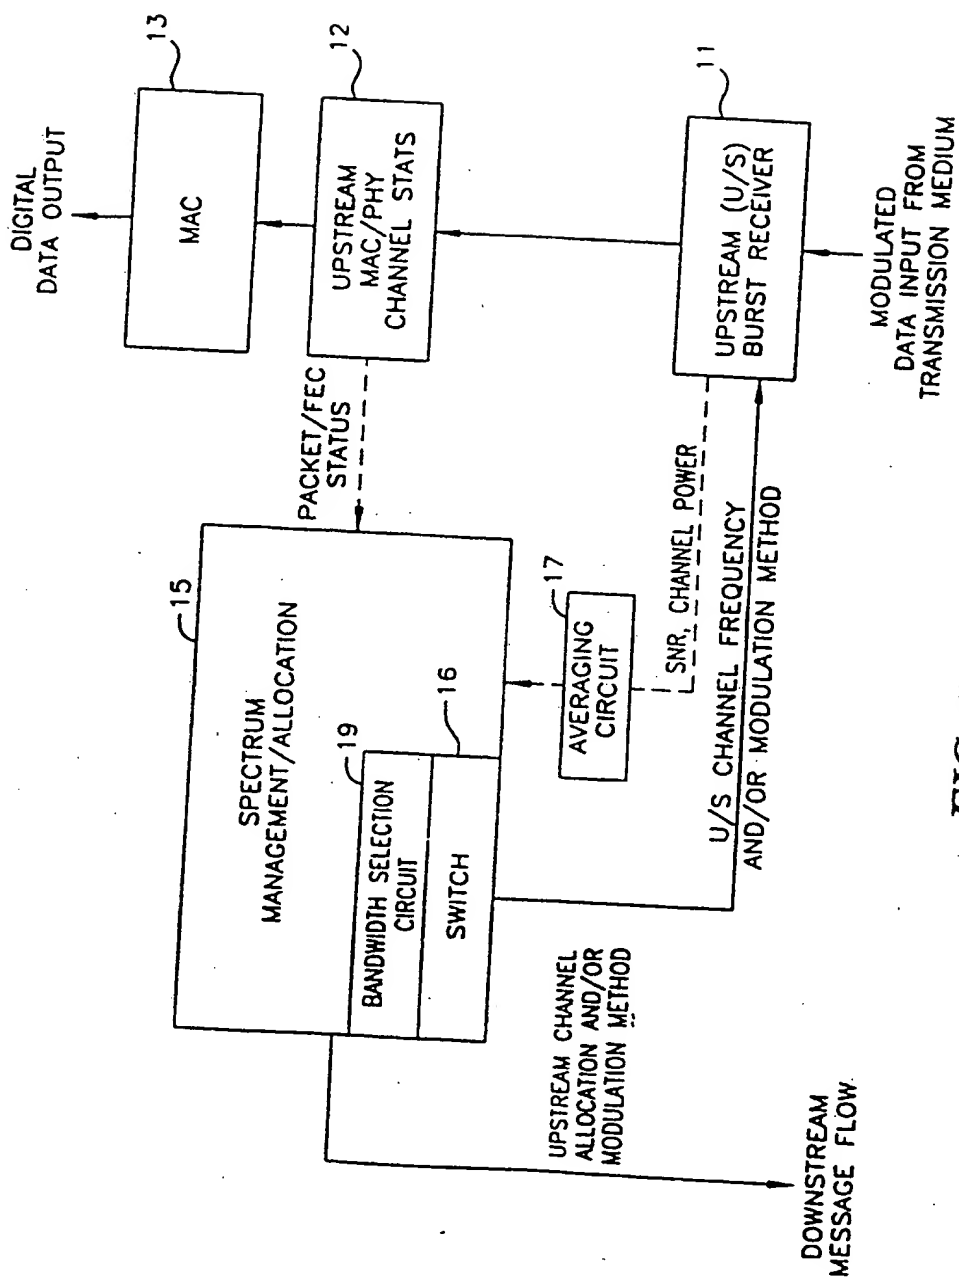 DIGITAL
DATA OUTPUT
13
MAC
12
UPSTREAM
MAC/PHY
CHANNEL STATS
PACKET/FEC
STATUS
15
SPECTRUM
MANAGEMENT/ALLOCATION
19
BANDWIDTH SELECTION
CIRCUIT
16
SWITCH
17
AVERAGING
CIRCUIT
SNR, CHANNEL POWER
11
UPSTREAM (U/S)
BURST RECEIVER
U/S CHANNEL FREQUENCY
AND/OR MODULATION METHOD
MODULATED
DATA INPUT FROM
TRANSMISSION MEDIUM
UPSTREAM CHANNEL
ALLOCATION AND/OR
MODULATION METHOD
DOWNSTREAM
MESSAGE FLOW